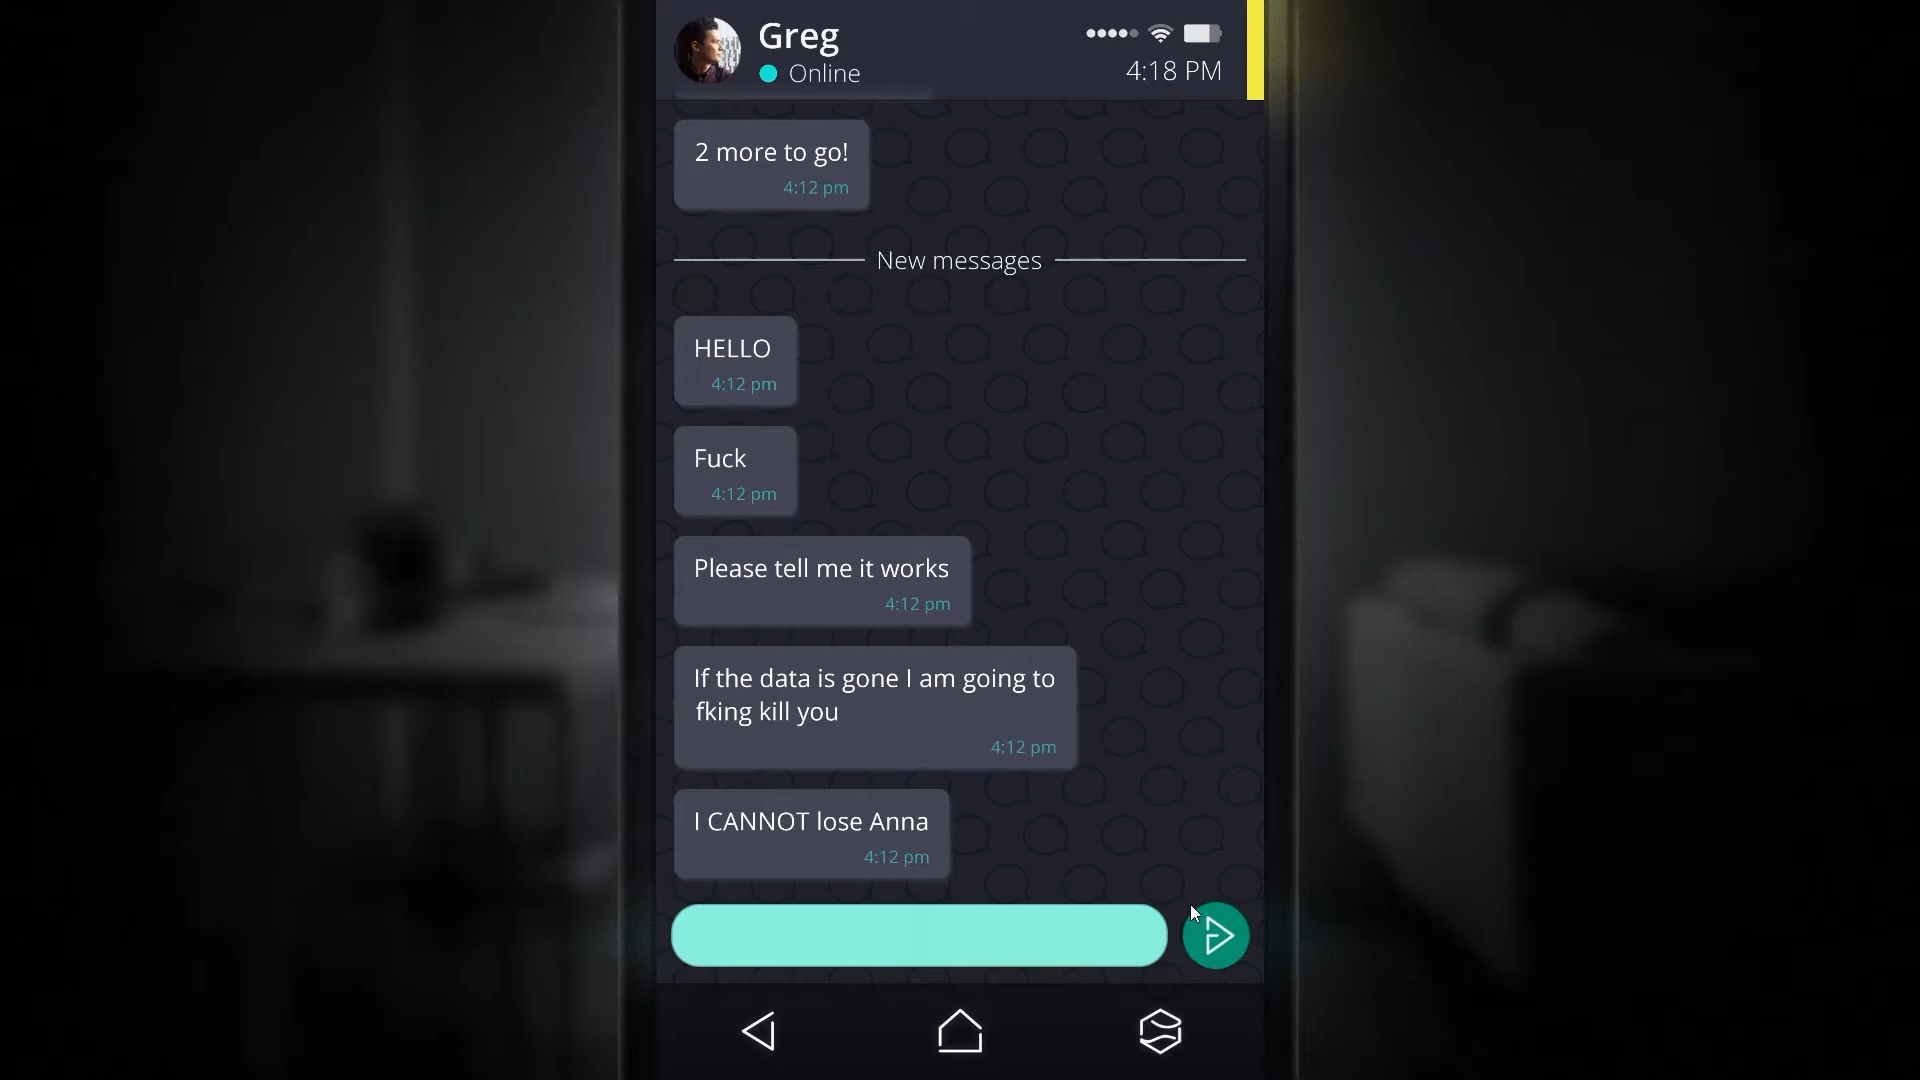 Greg
Online
4:18 PM
2 more to go!
4:12 pm
New messages
HELLO
4:12 pm
Fuck
4:12 pm
Please tell me it works
4:12 pm
If the data is gone I am going to
fking kill you
4:12 pm
I CANNOT lose Anna
4:12 pm